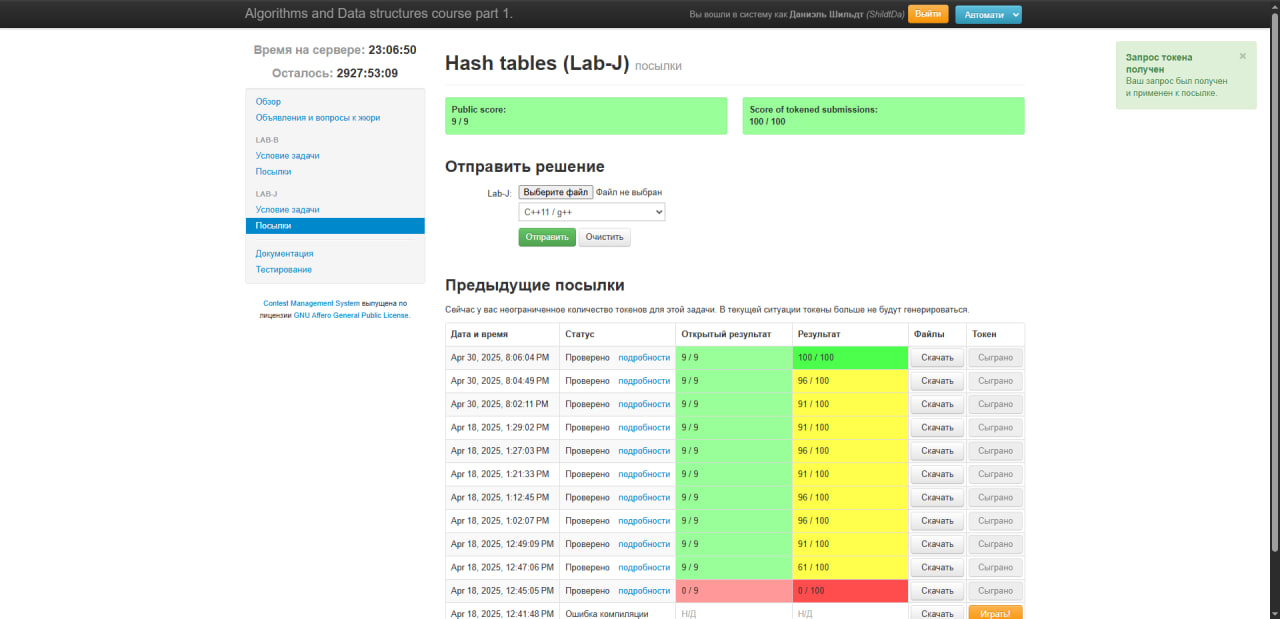 Algorithms and Data structures course part 1.
Вы вошли в систему как Даниэль Шильдт (ShildtDa) Выйти Автомати
Время на сервере: 23:06:50
Осталось: 2927:53:09
Обзор
Объявления и вопросы к жюри
LAB-B
Условие задачи
Посылки
LAB-J
Условие задачи
Посылки
Документация
Тестирование
Contest Management System выпущена по
лицензии GNU Affero General Public License.
Hash tables (Lab-J) посылки
Public score:
9 / 9
Score of tokened submissions:
100 / 100
Отправить решение
Lab-J: Выберите файл Файл не выбран
C++11 / g++
Отправить Очистить
Предыдущие посылки
Сейчас у вас неограниченное количество токенов для этой задачи. В текущей ситуации токены больше не будут генерироваться.
Дата и время Статус Открытый результат Результат Файлы Токен
Apr 30, 2025, 8:06:04 PM Проверено подробности 9 / 9 100 / 100 Скачать Сыграно
Apr 30, 2025, 8:04:49 PM Проверено подробности 9 / 9 96 / 100 Скачать Сыграно
Apr 30, 2025, 8:02:11 PM Проверено подробности 9 / 9 91 / 100 Скачать Сыграно
Apr 18, 2025, 1:29:02 PM Проверено подробности 9 / 9 91 / 100 Скачать Сыграно
Apr 18, 2025, 1:27:03 PM Проверено подробности 9 / 9 96 / 100 Скачать Сыграно
Apr 18, 2025, 1:21:33 PM Проверено подробности 9 / 9 91 / 100 Скачать Сыграно
Apr 18, 2025, 1:12:45 PM Проверено подробности 9 / 9 96 / 100 Скачать Сыграно
Apr 18, 2025, 1:02:07 PM Проверено подробности 9 / 9 96 / 100 Скачать Сыграно
Apr 18, 2025, 12:49:09 PM Проверено подробности 9 / 9 91 / 100 Скачать Сыграно
Apr 18, 2025, 12:47:06 PM Проверено подробности 9 / 9 61 / 100 Скачать Сыграно
Apr 18, 2025, 12:45:05 PM Проверено подробности 0 / 9 0 / 100 Скачать Сыграно
Apr 18, 2025, 12:41:48 PM Ошибка компиляции Н/Д Н/Д Скачать Играть!
Запрос токена
получен
Ваш запрос был получен
и применен к посылке.
×